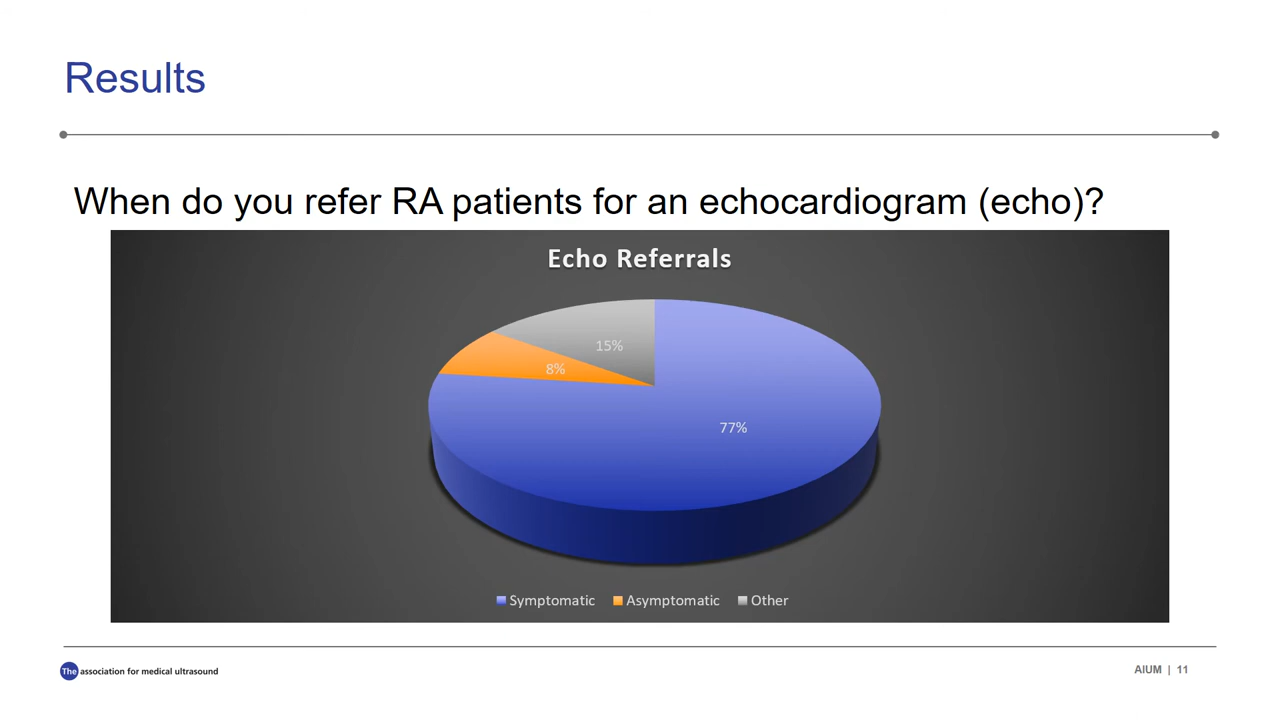 Results
When do you refer RA patients for an echocardiogram (echo)?
Echo Referrals
15%
8%
77%
Symptomatic Asymptomatic Other
The association for medical ultrasound
AIUM | 11